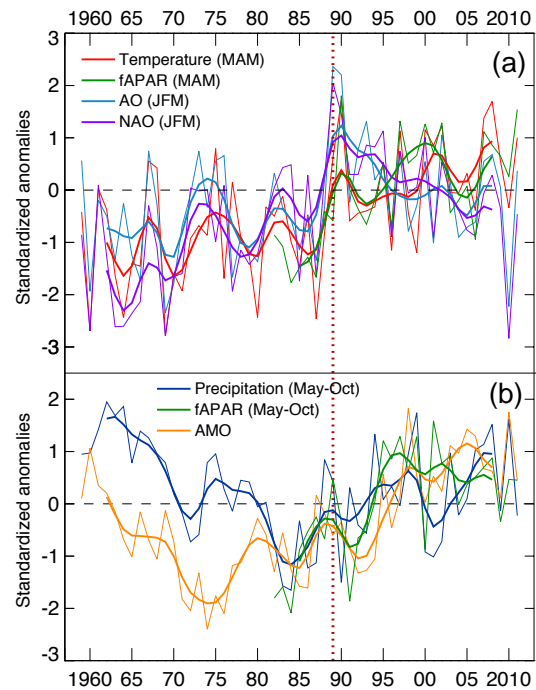 1960 65 70 75 80 85 90 95 00 05 2010
3
2
1
0
-1
-2
-3
Standardized anomalies
(a)
Temperature (MAM)
fAPAR (MAM)
AO (JFM)
NAO (JFM)
2
1
0
-1
-2
-3
Standardized anomalies
(b)
Precipitation (May-Oct)
fAPAR (May-Oct)
AMO
1960 65 70 75 80 85 90 95 00 05 2010